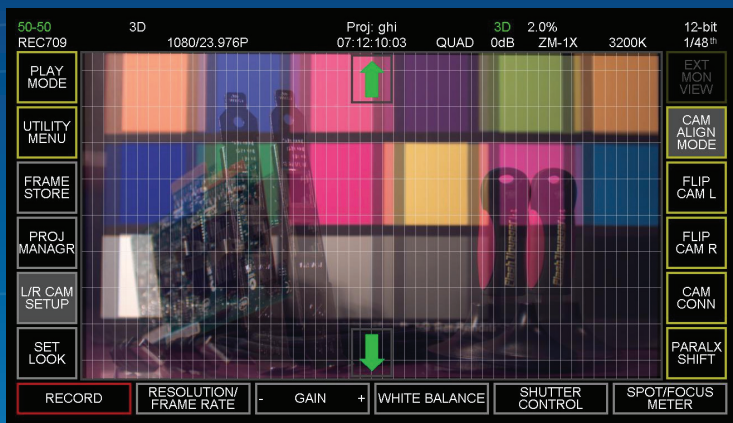 50-50 3D Proj: ghi 3D 2.0% 12-bit
REC709 1080/23.976P 07:12:10:03 QUAD 0dB ZM-1X 3200K 1/48th
PLAY
MODE
UTILITY
MENU
FRAME
STORE
PROJ
MANAGR
L/R CAM
SETUP
SET
LOOK
EXT
MON
VIEW
CAM
ALIGN
MODE
FLIP
CAM L
FLIP
CAM R
CAM
CONN
PARALX
SHIFT
RECORD
RESOLUTION/
FRAME RATE
- GAIN +
WHITE BALANCE
SHUTTER
CONTROL
SPOT/FOCUS
METER